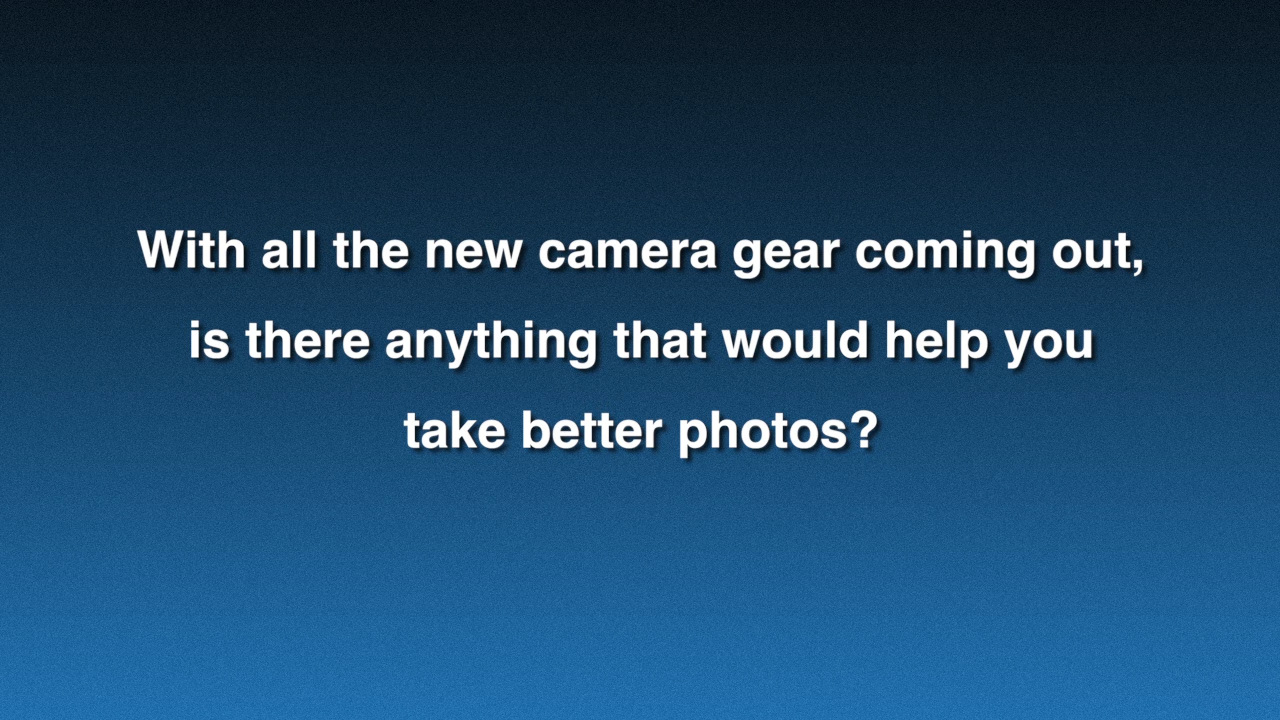 With all the new camera gear coming out,
is there anything that would help you
take better photos?